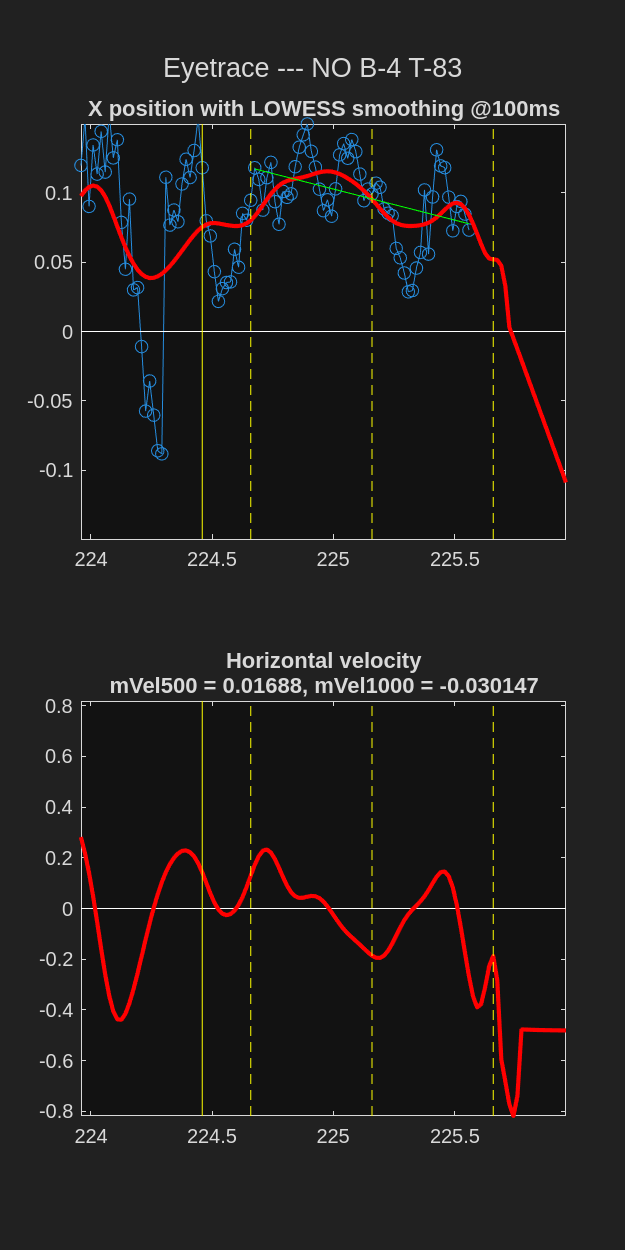 Eyetrace --- NO B-4 T-83
X position with LOWESS smoothing @100ms
0.1
0.05
0
-0.05
-0.1
224 224.5 225 225.5
Horizontal velocity
mVel500 = 0.01688, mVel1000 = -0.030147
0.8
0.6
0.4
0.2
0
-0.2
-0.4
-0.6
-0.8
224 224.5 225 225.5